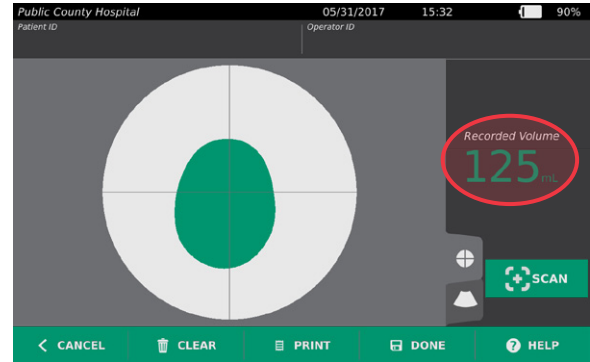 Public County Hospital 05/31/2017 15:32 90%
Patient ID Operator ID
Recorded Volume
125 mL
SCAN
CANCEL CLEAR PRINT DONE HELP